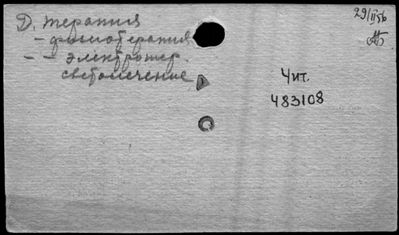 Д. терапия
- физиотерапия
- - электротер.
светолечение
29/II 56
Чит.
483108